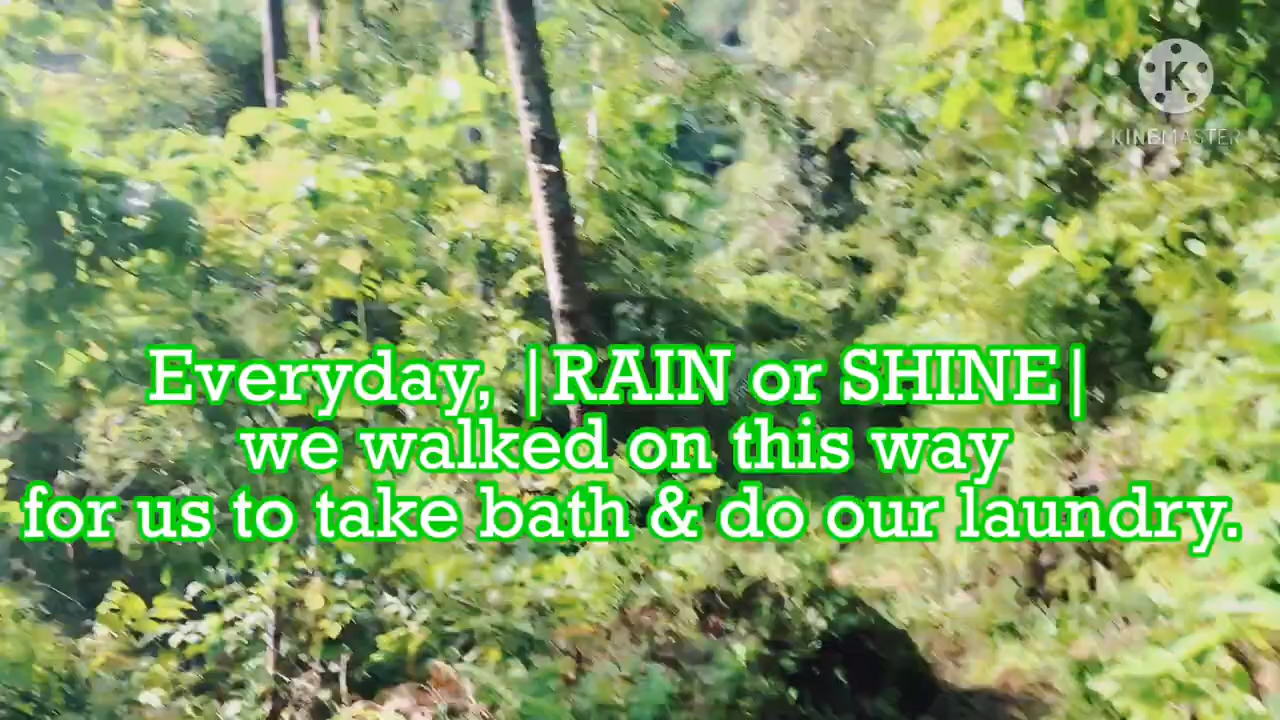 K
KINEMASTER
Everyday, |RAIN or SHINE|
we walked on this way
for us to take bath & do our laundry.